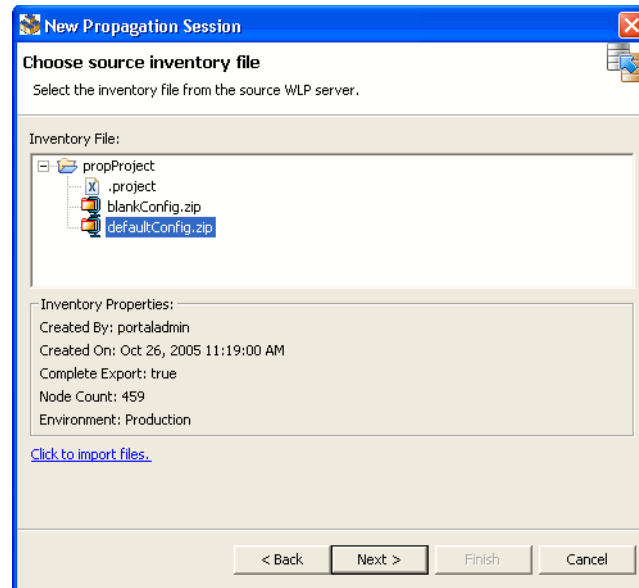 New Propagation Session
Choose source inventory file
Select the inventory file from the source WLP server.
Inventory File:
propProject
.project
blankConfig.zip
defaultConfig.zip
Inventory Properties:
Created By: portaladmin
Created On: Oct 26, 2005 11:19:00 AM
Complete Export: true
Node Count: 459
Environment: Production
Click to import files.
< Back Next > Finish Cancel